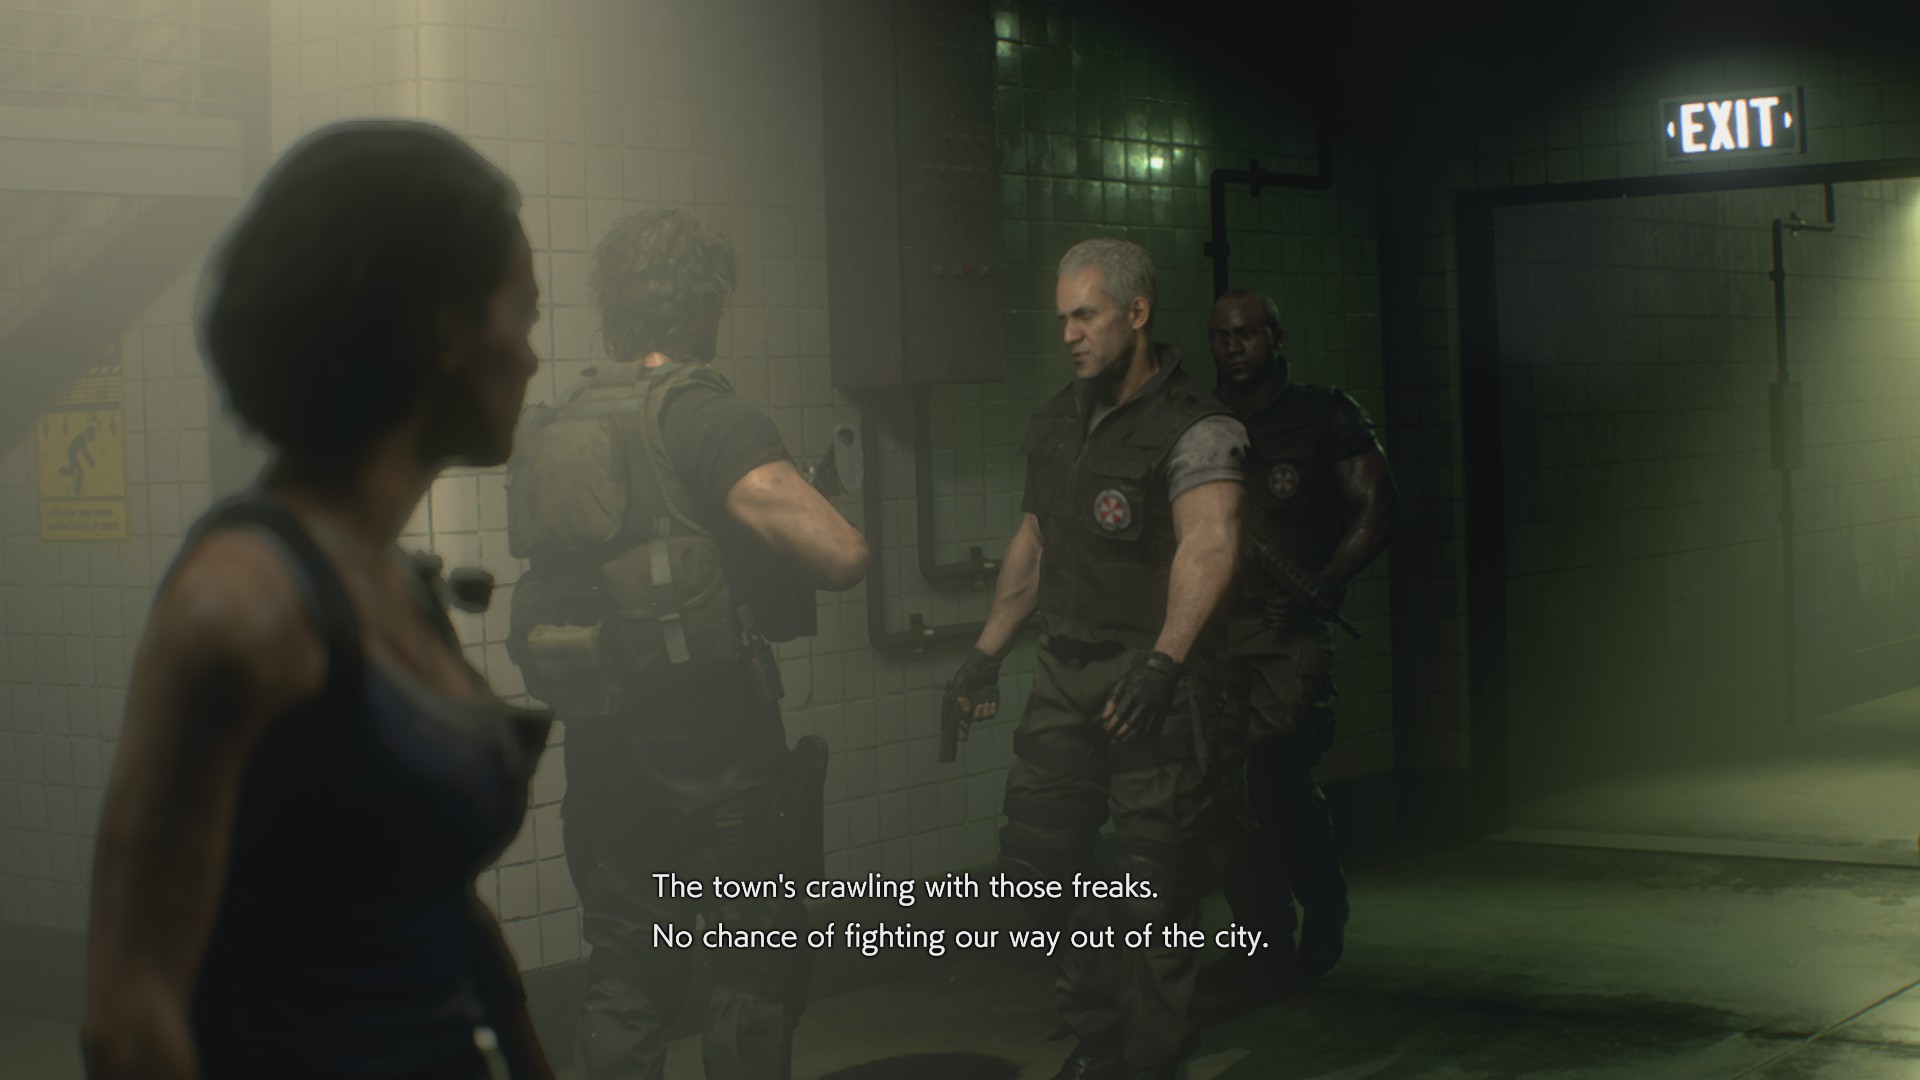 EXIT
The town's crawling with those freaks.
No chance of fighting our way out of the city.